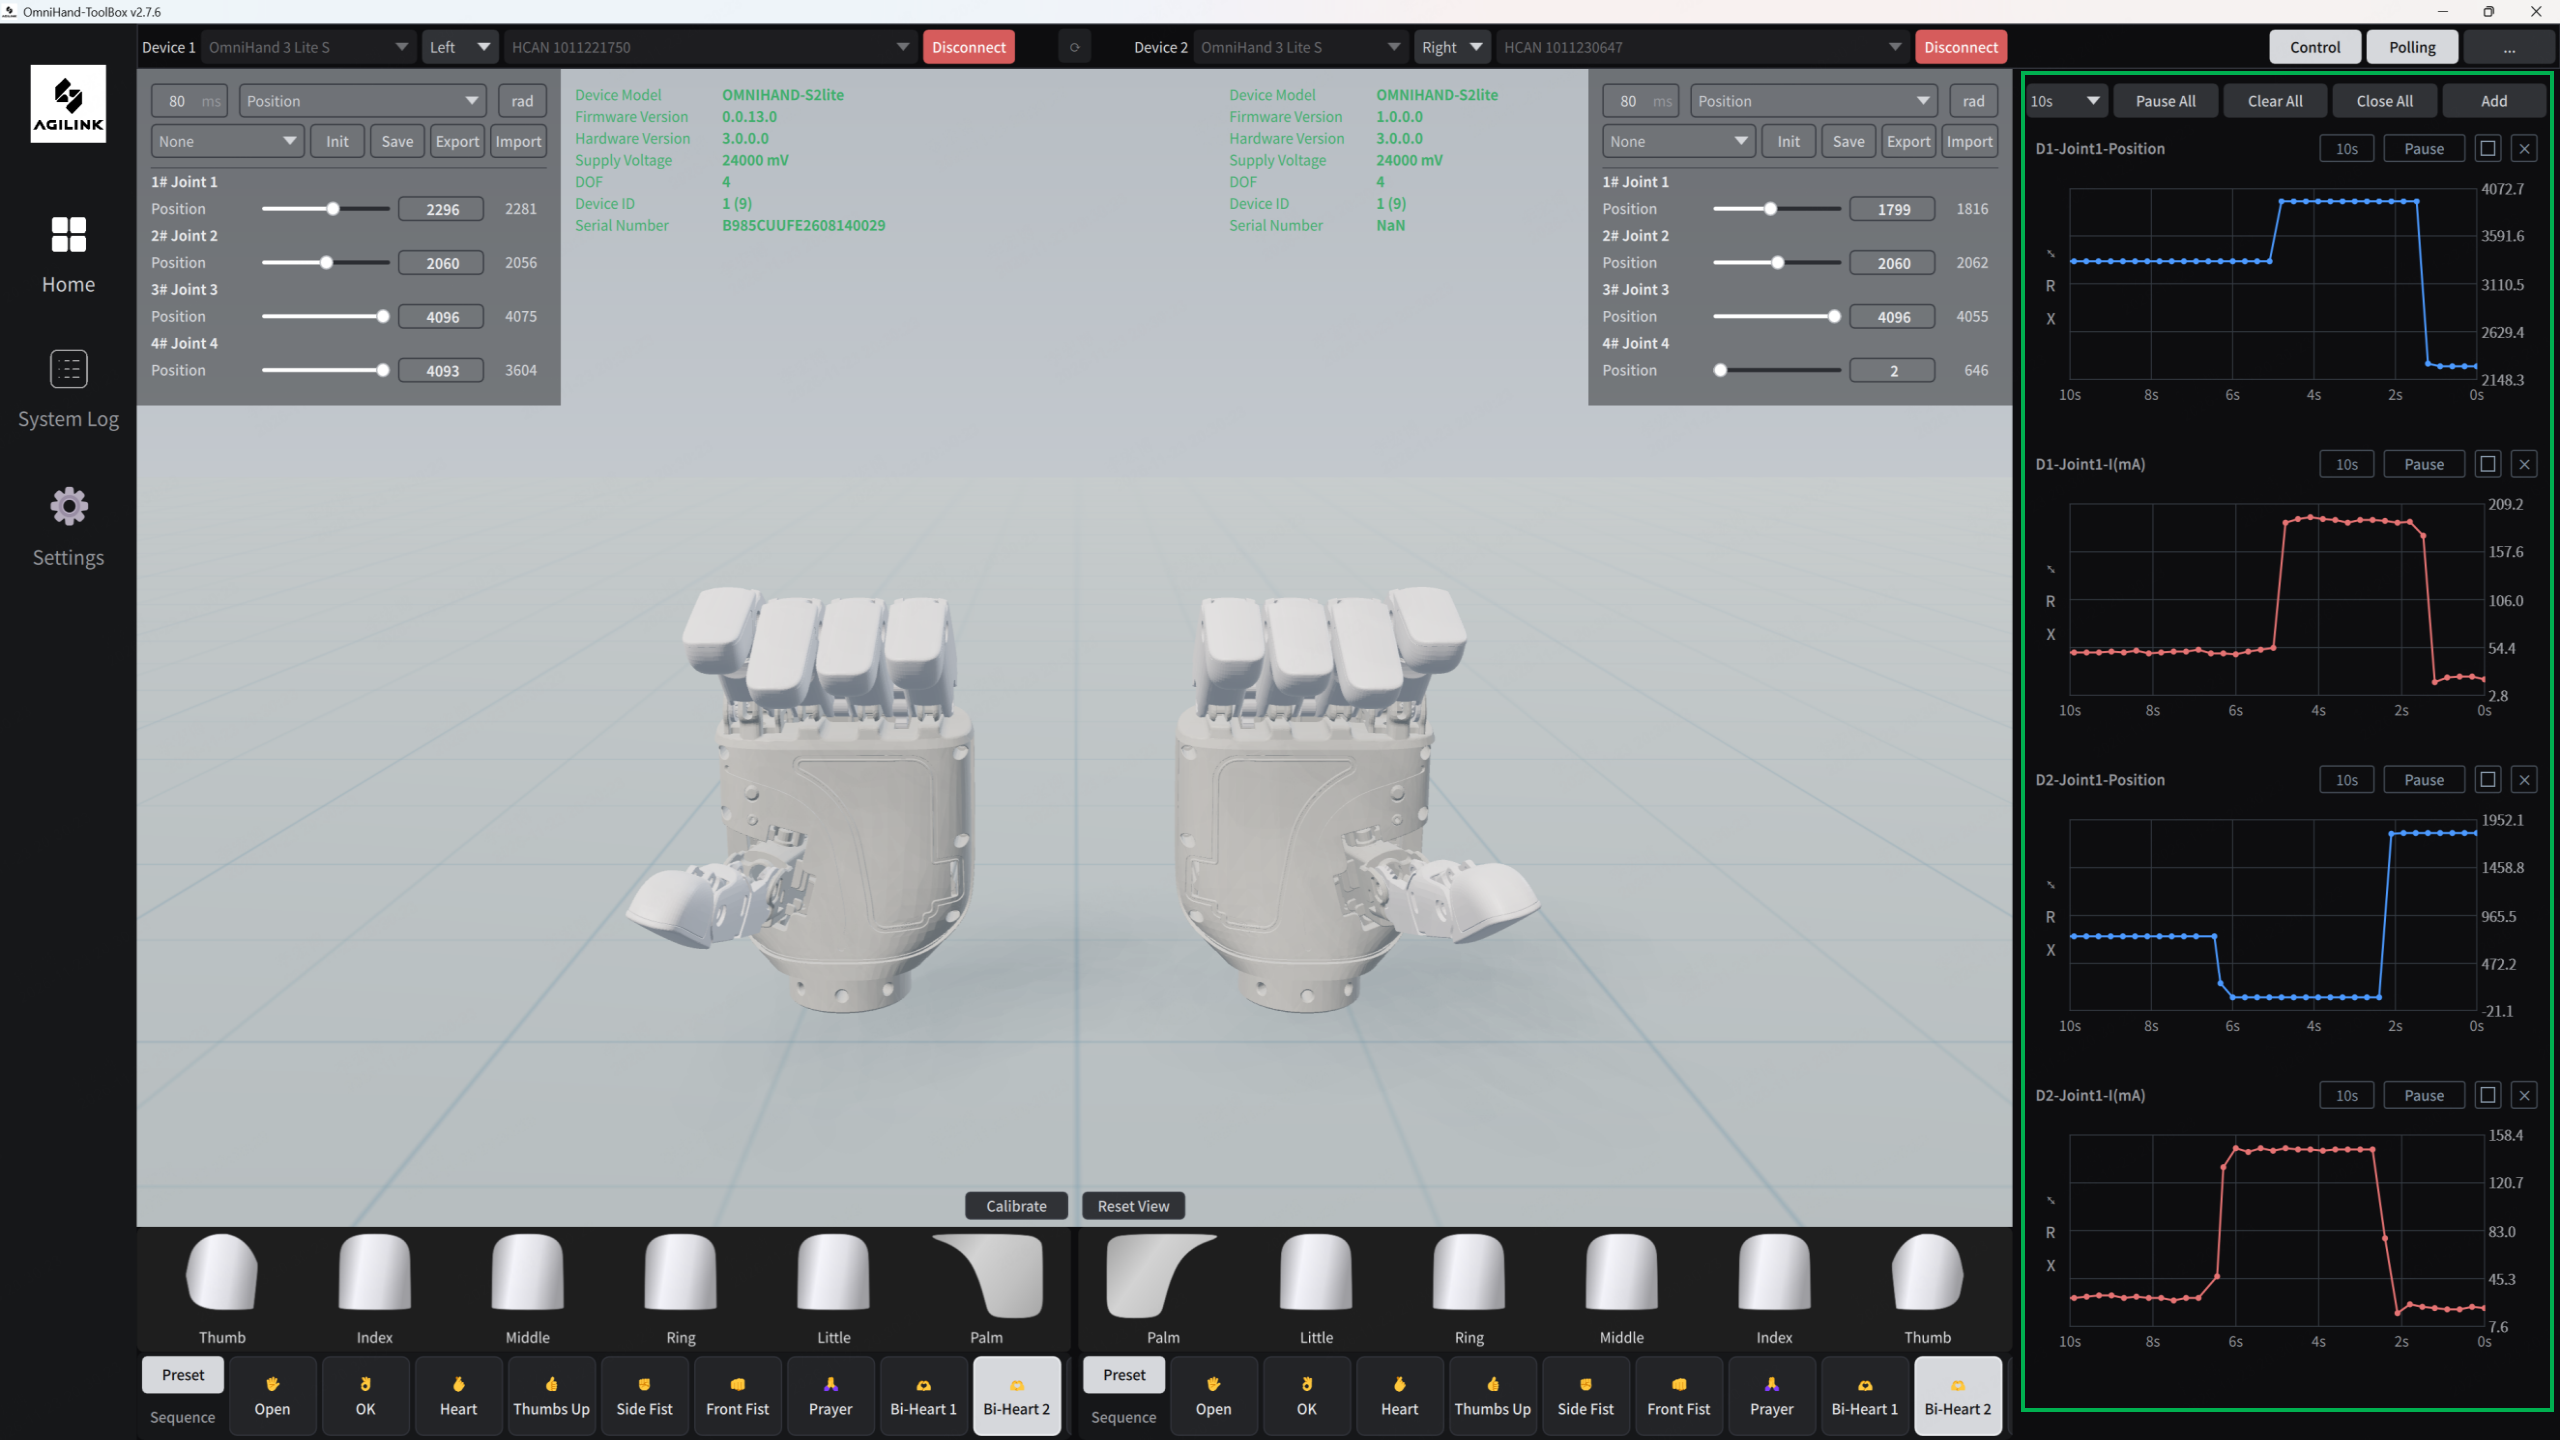 OmniHand-ToolBox v2.7.6
AGILINK
Home
System Log
Settings
Device 1 OmniHand 3 Lite S Left HCAN 1011221750 Disconnect
Device 2 OmniHand 3 Lite S Right HCAN 1011230647 Disconnect
Control Polling ...
80 ms Position rad
None Init Save Export Import
1# Joint 1
Position 2296 2281
2# Joint 2
Position 2060 2056
3# Joint 3
Position 4096 4075
4# Joint 4
Position 4093 3604
Device Model OMNIHAND-S2lite
Firmware Version 0.0.13.0
Hardware Version 3.0.0.0
Supply Voltage 24000 mV
DOF 4
Device ID 1 (9)
Serial Number B985CUUFE2608140029
Device Model OMNIHAND-S2lite
Firmware Version 1.0.0.0
Hardware Version 3.0.0.0
Supply Voltage 24000 mV
DOF 4
Device ID 1 (9)
Serial Number NaN
80 ms Position rad
None Init Save Export Import
1# Joint 1
Position 1799 1816
2# Joint 2
Position 2060 2062
3# Joint 3
Position 4096 4055
4# Joint 4
Position 2 646
10s Pause All Clear All Close All Add
D1-Joint1-Position 10s Pause
4072.7
3591.6
R 3110.5
X
2629.4
2148.3
10s 8s 6s 4s 2s 0s
D1-Joint1-I(mA) 10s Pause
209.2
157.6
R 106.0
X
54.4
2.8
10s 8s 6s 4s 2s 0s
D2-Joint1-Position 10s Pause
1952.1
1458.8
R 965.5
X
472.2
-21.1
10s 8s 6s 4s 2s 0s
D2-Joint1-I(mA) 10s Pause
158.4
120.7
R 83.0
X
45.3
7.6
10s 8s 6s 4s 2s 0s
Calibrate Reset View
Thumb Index Middle Ring Little Palm
Palm Little Ring Middle Index Thumb
Preset
Sequence
Open OK Heart Thumbs Up Side Fist Front Fist Prayer Bi-Heart 1 Bi-Heart 2
Preset
Sequence
Open OK Heart Thumbs Up Side Fist Front Fist Prayer Bi-Heart 1 Bi-Heart 2